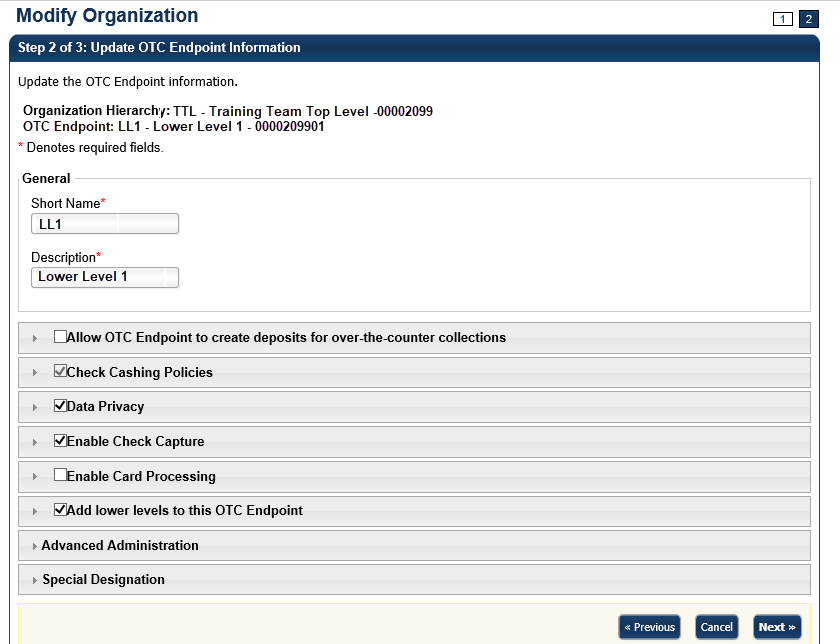 Modify Organization
1 2
Step 2 of 3: Update OTC Endpoint Information
Update the OTC Endpoint information.
Organization Hierarchy: TTL - Training Team Top Level -00002099
OTC Endpoint: LL1 - Lower Level 1 - 0000209901
* Denotes required fields.
General
Short Name*
LL1
Description*
Lower Level 1
Allow OTC Endpoint to create deposits for over-the-counter collections
Check Cashing Policies
Data Privacy
Enable Check Capture
Enable Card Processing
Add lower levels to this OTC Endpoint
Advanced Administration
Special Designation
« Previous Cancel Next »